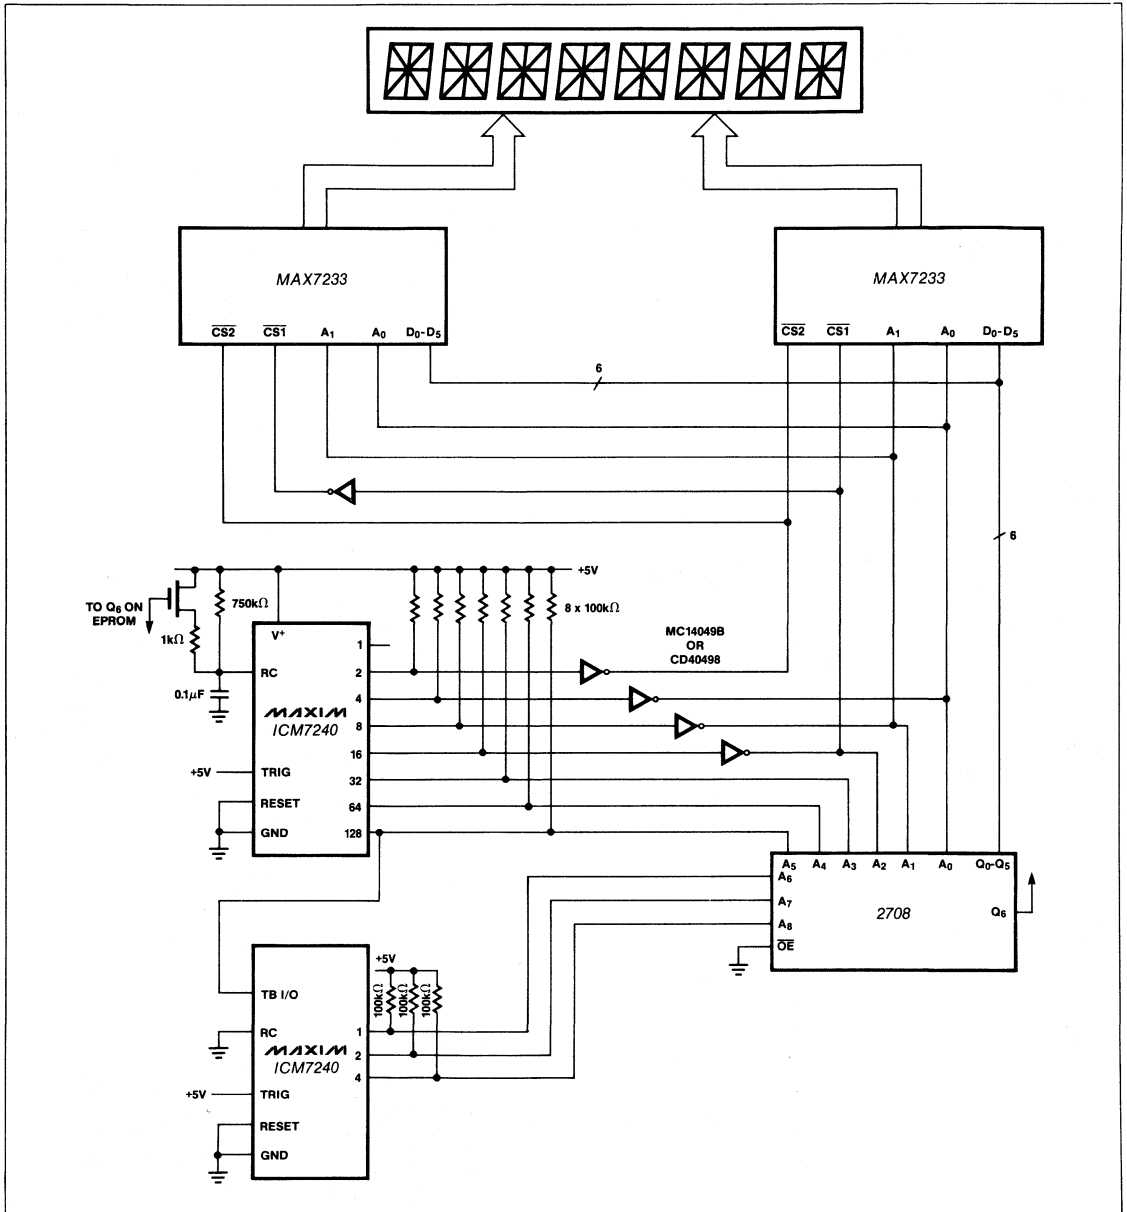 MAX7233
CS2 CS1 A1 A0 D0-D5
MAX7233
CS2 CS1 A1 A0 D0-D5
6
6
+5V
TO Q6 ON
EPROM
750kΩ
1kΩ
0.1µF
8 x 100kΩ
MC14049B
OR
CD40498
V+
RC
MAXIM
ICM7240
TRIG
RESET
GND
1
2
4
8
16
32
64
128
+5V
A5 A4 A3 A2 A1 A0 Q0-Q5
A6
A7
A8
OE
2708
Q6
+5V
100kΩ
100kΩ
100kΩ
TB I/O
RC
MAXIM
ICM7240
TRIG
RESET
GND
1
2
4
+5V